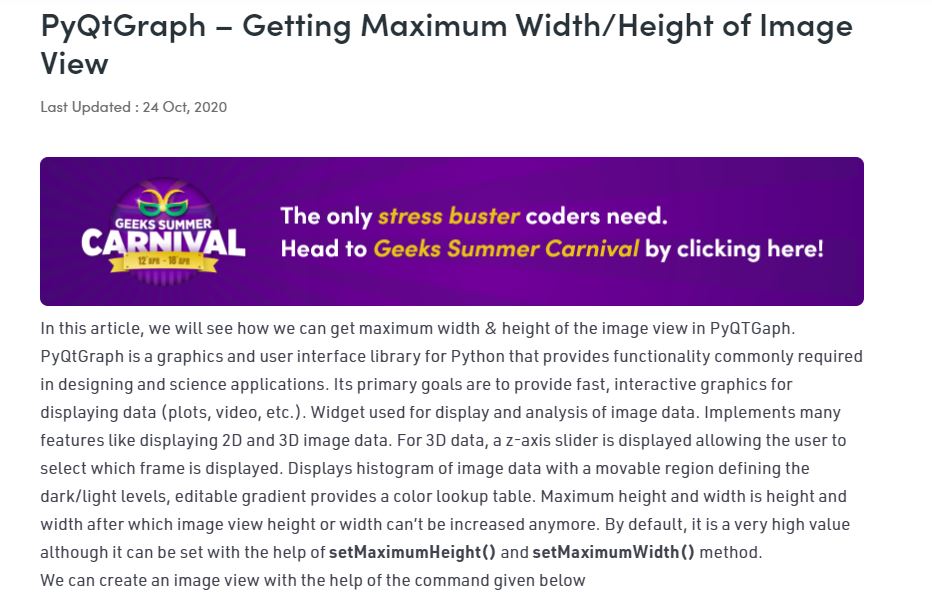 PyQtGraph – Getting Maximum Width/Height of Image
View
Last Updated : 24 Oct, 2020
GEEKS SUMMER
CARNIVAL
12 APR - 18 APR
The only stress buster coders need.
Head to Geeks Summer Carnival by clicking here!
In this article, we will see how we can get maximum width & height of the image view in PyQTGaph.
PyQtGraph is a graphics and user interface library for Python that provides functionality commonly required
in designing and science applications. Its primary goals are to provide fast, interactive graphics for
displaying data (plots, video, etc.). Widget used for display and analysis of image data. Implements many
features like displaying 2D and 3D image data. For 3D data, a z-axis slider is displayed allowing the user to
select which frame is displayed. Displays histogram of image data with a movable region defining the
dark/light levels, editable gradient provides a color lookup table. Maximum height and width is height and
width after which image view height or width can't be increased anymore. By default, it is a very high value
although it can be set with the help of setMaximumHeight() and setMaximumWidth() method.
We can create an image view with the help of the command given below